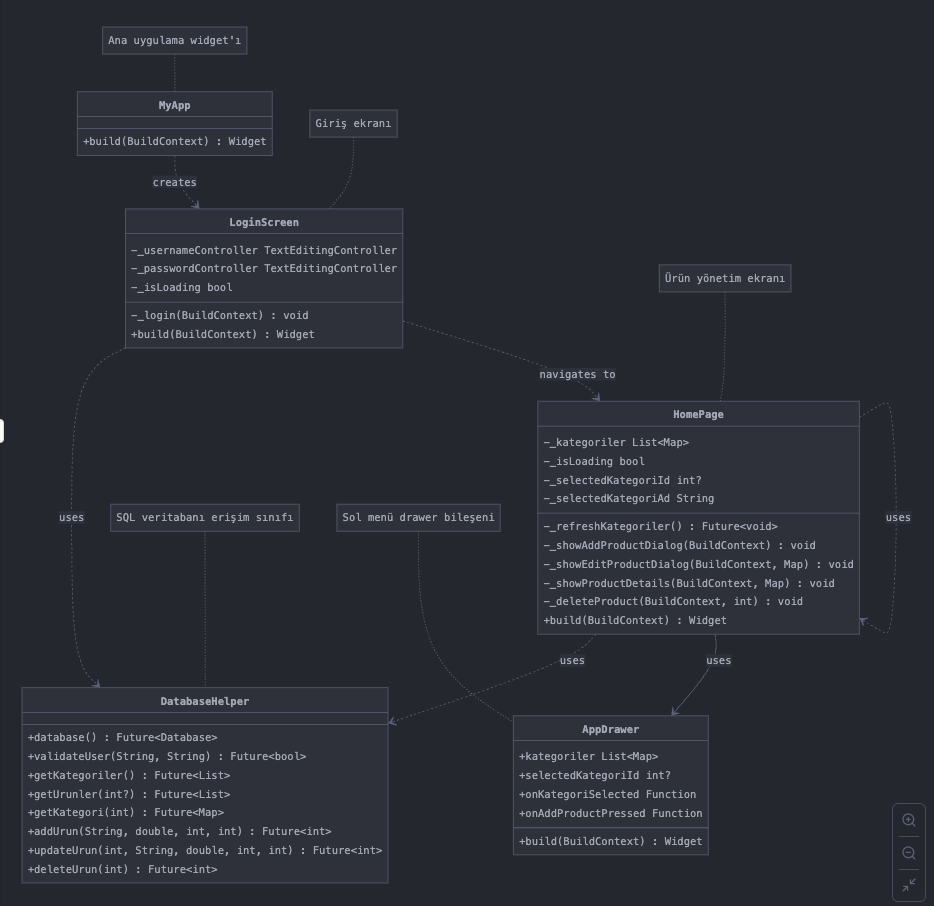 Ana uygulama widget'ı
MyApp
+build(BuildContext) : Widget
Giriş ekranı
creates
LoginScreen
-_usernameController TextEditingController
-_passwordController TextEditingController
-_isLoading bool
-_login(BuildContext) : void
+build(BuildContext) : Widget
Ürün yönetim ekranı
navigates to
HomePage
-_kategoriler List<Map>
-_isLoading bool
-_selectedKategoriId int?
-_selectedKategoriAd String
-_refreshKategoriler() : Future<void>
-_showAddProductDialog(BuildContext) : void
-_showEditProductDialog(BuildContext, Map) : void
-_showProductDetails(BuildContext, Map) : void
-_deleteProduct(BuildContext, int) : void
+build(BuildContext) : Widget
uses
uses
SQL veritabanı erişim sınıfı
Sol menü drawer bileşeni
uses
uses
DatabaseHelper
+database() : Future<Database>
+validateUser(String, String) : Future<bool>
+getKategoriler() : Future<List>
+getUrunler(int?) : Future<List>
+getKategori(int) : Future<Map>
+addUrun(String, double, int, int) : Future<int>
+updateUrun(int, String, double, int, int) : Future<int>
+deleteUrun(int) : Future<int>
AppDrawer
+kategoriler List<Map>
+selectedKategoriId int?
+onKategoriSelected Function
+onAddProductPressed Function
+build(BuildContext) : Widget